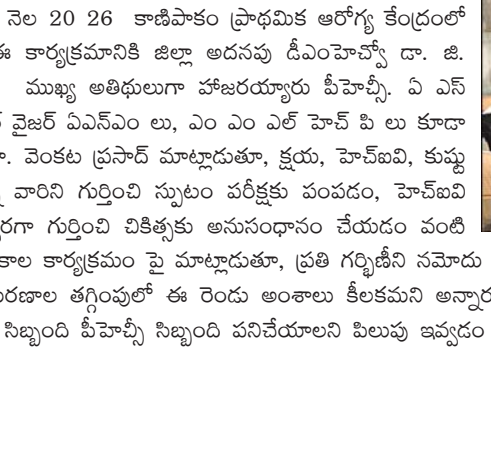 నెల 20 26 కాణిపాకం ప్రాథమిక ఆరోగ్య కేంద్రంలో
ఈ కార్యక్రమానికి జిల్లా అదనపు డీఎంహెచ్వో డా. జి.
ముఖ్య అతిథులుగా హాజరయ్యారు పీహెచ్సీ. ఏ ఎస్
వైజర్ ఏఎన్ఎం లు, ఎం ఎం ఎల్ హెచ్ పి లు కూడా
వెంకట ప్రసాద్ మాట్లాడుతూ, క్షయ, హెచ్ఐవి, కుష్టు
వారిని గుర్తించి స్పుటం పరీక్షకు పంపడం, హెచ్ఐవి
గుర్తించి చికిత్సకు అనుసంధానం చేయడం వంటి
కార్యక్రమం పై మాట్లాడుతూ, ప్రతి గర్భిణీని నమోదు
తగ్గింపులో ఈ రెండు అంశాలు కీలకమని అన్నార
సిబ్బంది పీహెచ్సీ సిబ్బంది పనిచేయాలని పిలుపు ఇవ్వడం